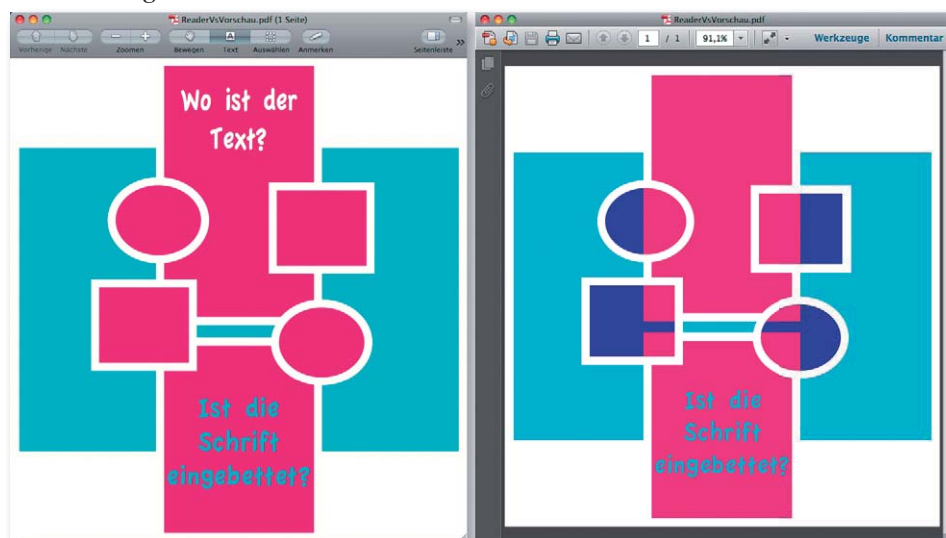 ReaderVsVorschau.pdf (1 Seite)
Vorherige Nächste Zoomen Bewegen Text Auswählen Anmerken Seitenleiste
Wo ist der
Text?
Ist die
Schrift
eingebettet?
ReaderVsVorschau.pdf
1 / 1 91,1% Werkzeuge Kommentar
Ist die
Schrift
eingebettet?